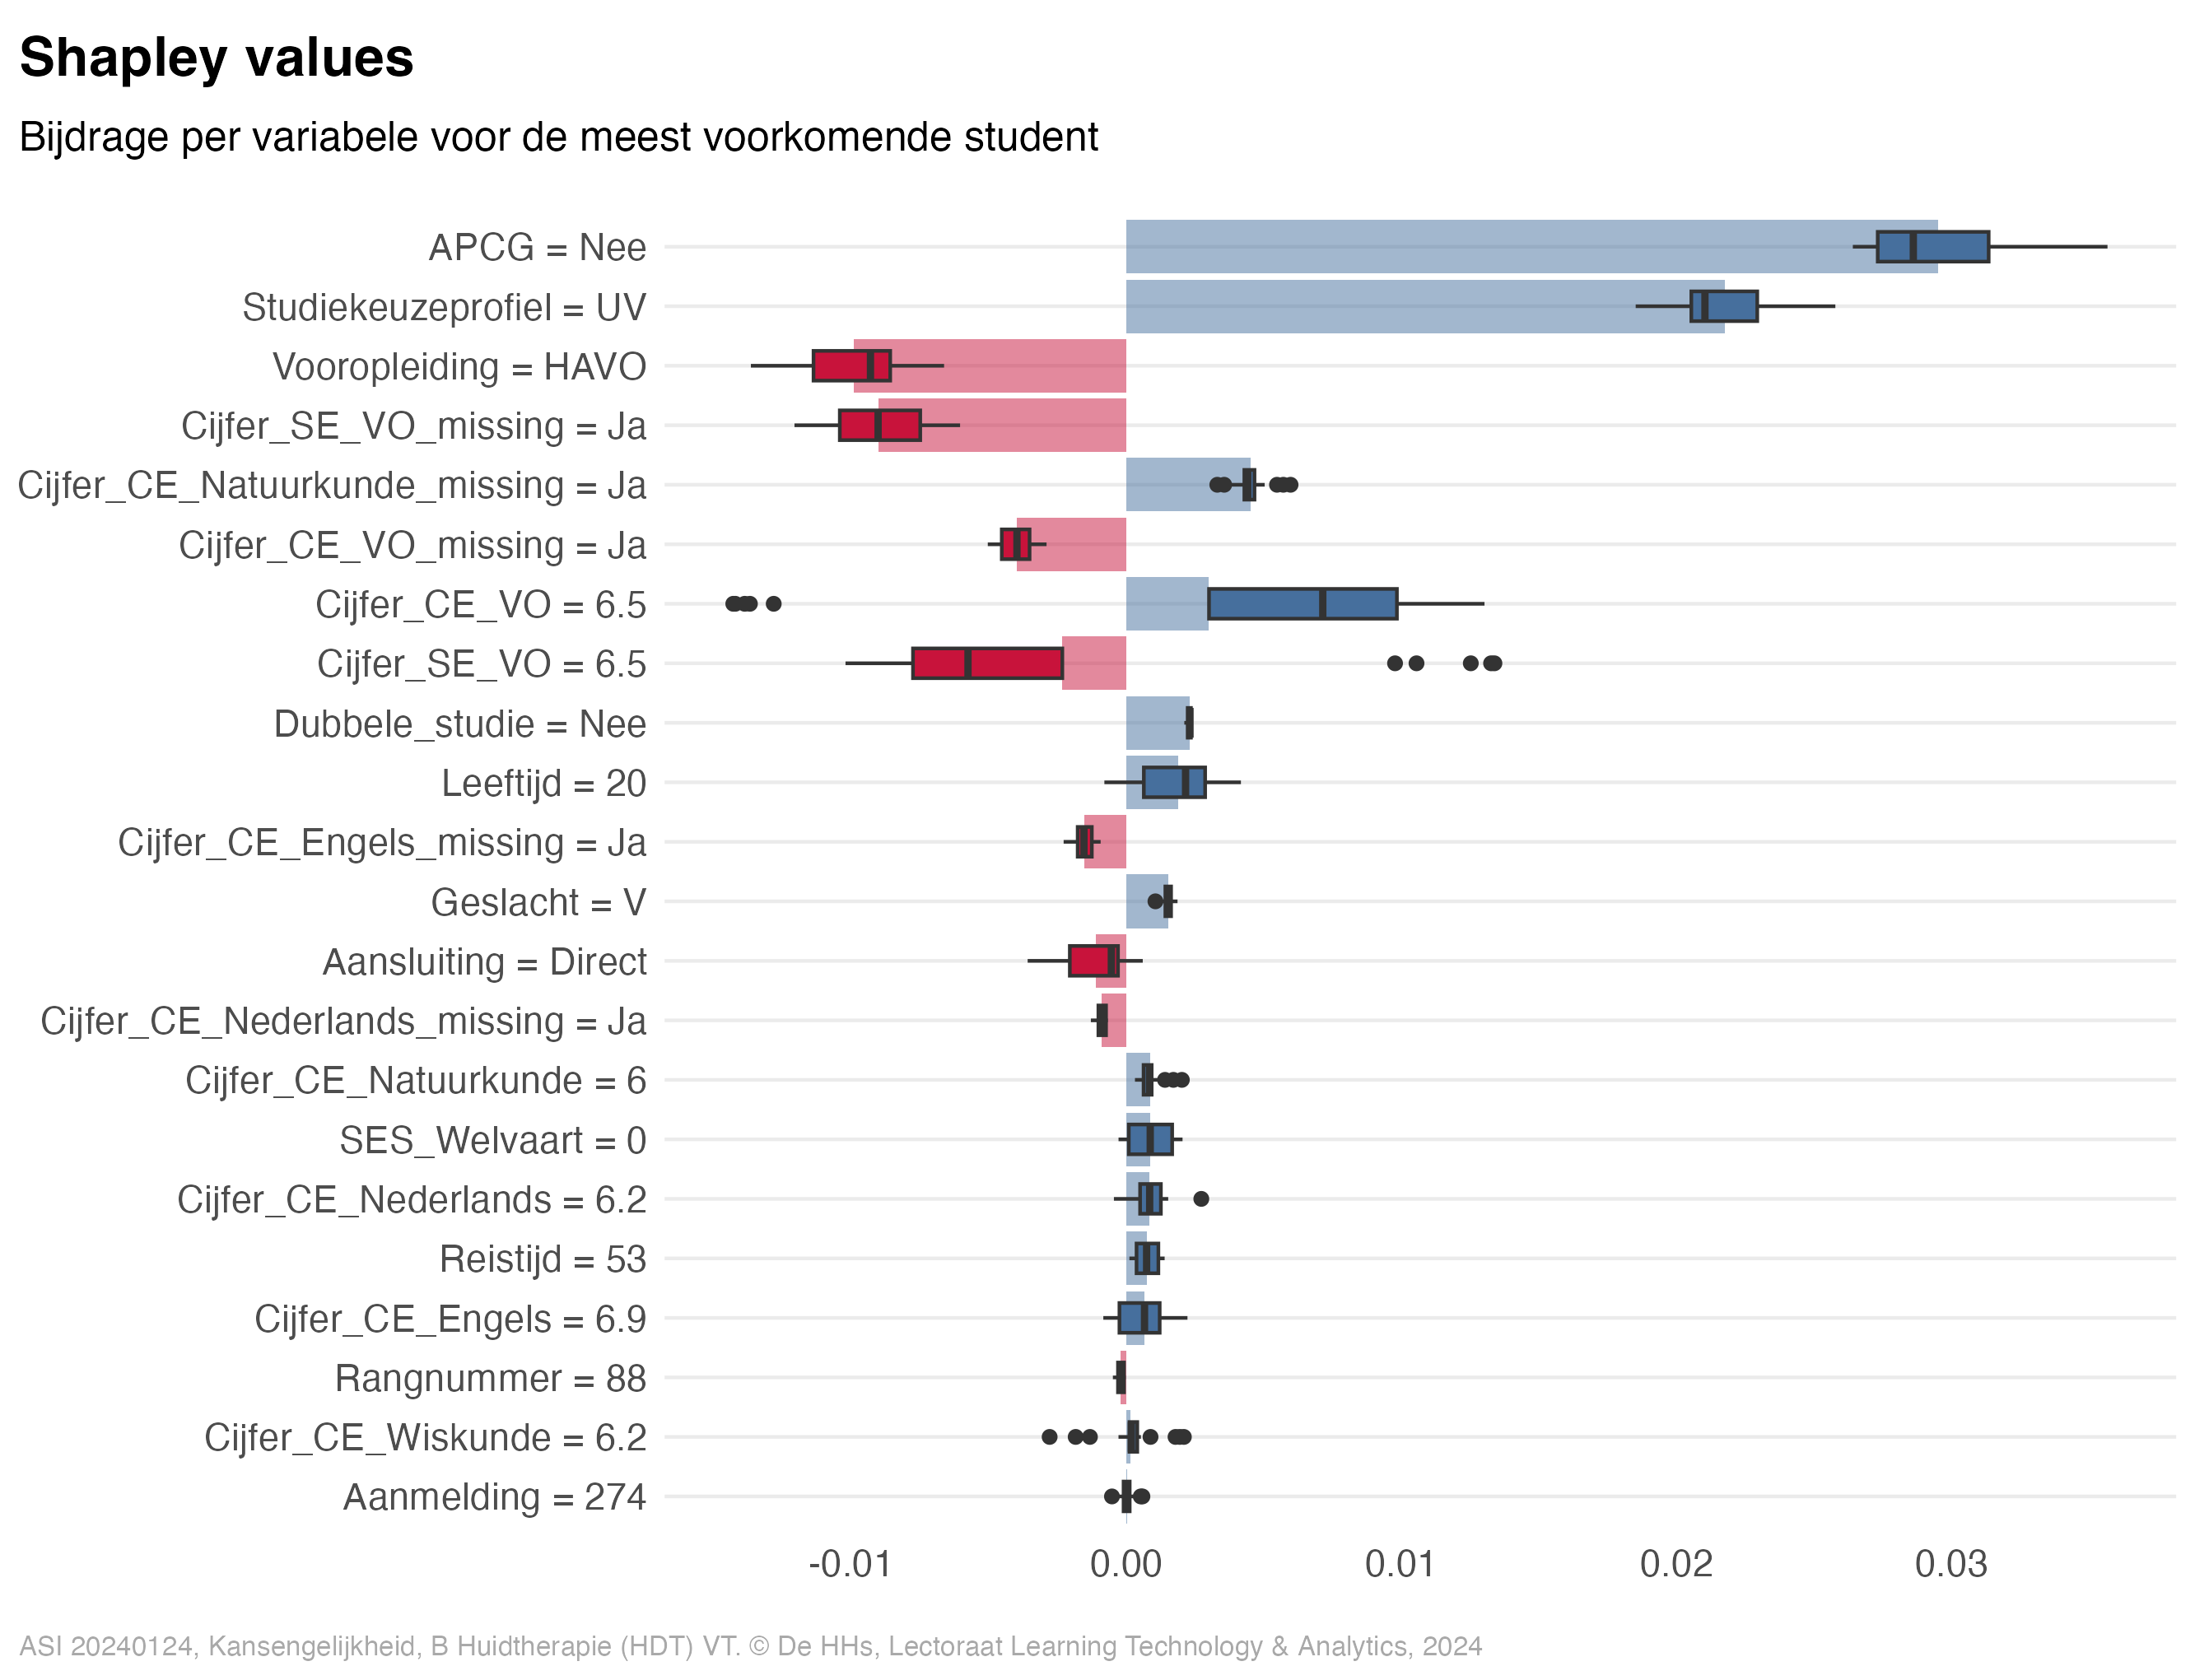 Shapley values
Bijdrage per variabele voor de meest voorkomende student
APCG = Nee
Studiekeuzeprofiel = UV
Vooropleiding = HAVO
Cijfer_SE_VO_missing = Ja
Cijfer_CE_Natuurkunde_missing = Ja
Cijfer_CE_VO_missing = Ja
Cijfer_CE_VO = 6.5
Cijfer_SE_VO = 6.5
Dubbele_studie = Nee
Leeftijd = 20
Cijfer_CE_Engels_missing = Ja
Geslacht = V
Aansluiting = Direct
Cijfer_CE_Nederlands_missing = Ja
Cijfer_CE_Natuurkunde = 6
SES_Welvaart = 0
Cijfer_CE_Nederlands = 6.2
Reistijd = 53
Cijfer_CE_Engels = 6.9
Rangnummer = 88
Cijfer_CE_Wiskunde = 6.2
Aanmelding = 274
-0.01 0.00 0.01 0.02 0.03
ASI 20240124, Kansengelijkheid, B Huidtherapie (HDT) VT. © De HHs, Lectoraat Learning Technology & Analytics, 2024